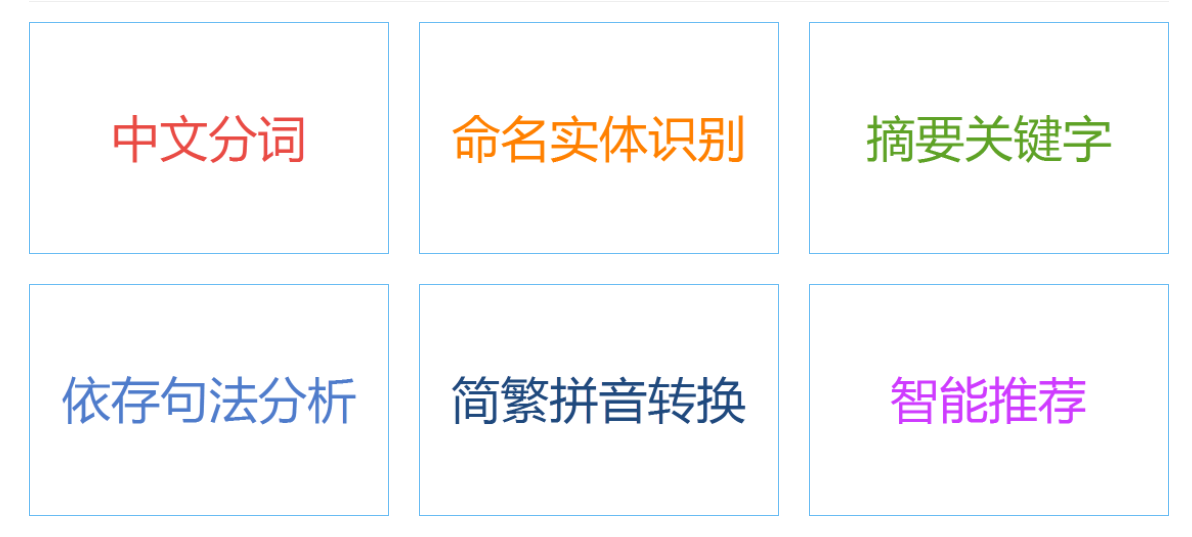 中文分词
命名实体识别
摘要关键字
依存句法分析
简繁拼音转换
智能推荐